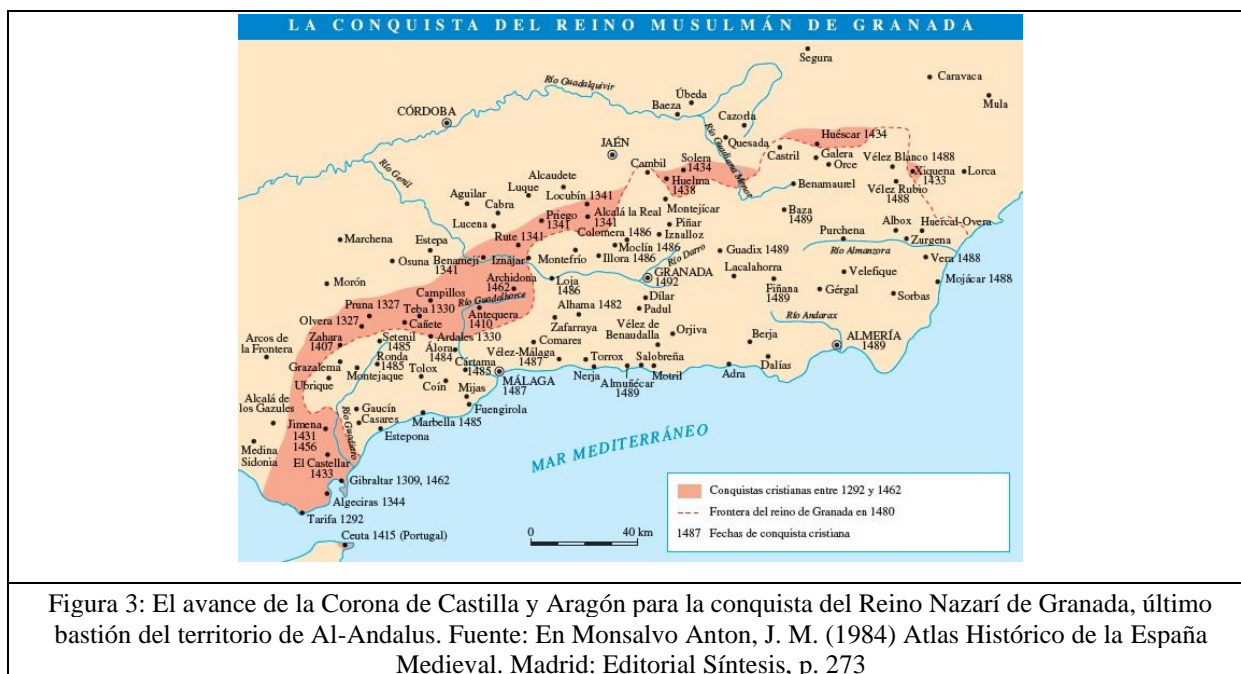 LA CONQUISTA DEL REINO MUSULMÁN DE GRANADA
Segura
Caravaca
Mula
Río Guadalquivir
Úbeda
Baeza
CÓRDOBA
Cazorla
Quesada
Huéscar 1434
JAÉN
Río Guadiana Menor
Castril
Galera
Orce
Vélez Blanco 1488
Cambil
Solera
1434
Xiquena
1433
Lorca
Río Genil
Alcaudete
Luque
Locubín 1341
Huelma
1438
Benamaurel
Vélez Rubio
1488
Aguilar
Cabra
Priego
1341
Alcalá la Real
1341
Montejícar
Baza
1489
Lucena
Colomera 1486
Piñar
Albox
Huercal-Overa
Marchena
Estepa
Rute 1341
Moclín 1486
Iznalloz
Purchena
Zurgena
Osuna
Benamejí
1341
Iznájar
Montefrío
Illora 1486
Río Darro
Guadix 1489
Río Almanzora
Vera 1488
Morón
Archidona
1462
Loja
1486
GRANADA
1492
Lacalahorra
Velefique
Mojácar 1488
Campillos
Río Guadalhorce
Fiñana
1489
Gérgal
Sorbas
Pruna 1327
Teba 1330
Alhama 1482
Dílar
Olvera 1327
Cañete
Antequera
1410
Padul
Río Andarax
Arcos de
la Frontera
Zahara
1407
Setenil
1485
Ardales 1330
Zafarraya
Vélez de
Benaudalla
Orjiva
Berja
ALMERÍA
1489
Ronda
1485
Álora
1484
Comares
Grazalema
Tolox
Cártama
1485
Vélez-Málaga
1487
Torrox
Salobreña
Dalías
Ubrique
Montejaque
Coín
MÁLAGA
1487
Nerja
Almuñécar
1489
Motril
Adra
Mijas
Alcalá de
los Gazules
Gaucín
Casares
Fuengirola
Jimena
1431
1456
Río Guadiaro
Marbella 1485
Estepona
MAR MEDITERRÁNEO
Medina
Sidonia
El Castellar
1433
Gibraltar 1309, 1462
Algeciras 1344
Tarifa 1292
Ceuta 1415 (Portugal)
0 40 km
Conquistas cristianas entre 1292 y 1462
Frontera del reino de Granada en 1480
1487 Fechas de conquista cristiana
Figura 3: El avance de la Corona de Castilla y Aragón para la conquista del Reino Nazarí de Granada, último
bastión del territorio de Al-Andalus. Fuente: En Monsalvo Anton, J. M. (1984) Atlas Histórico de la España
Medieval. Madrid: Editorial Síntesis, p. 273